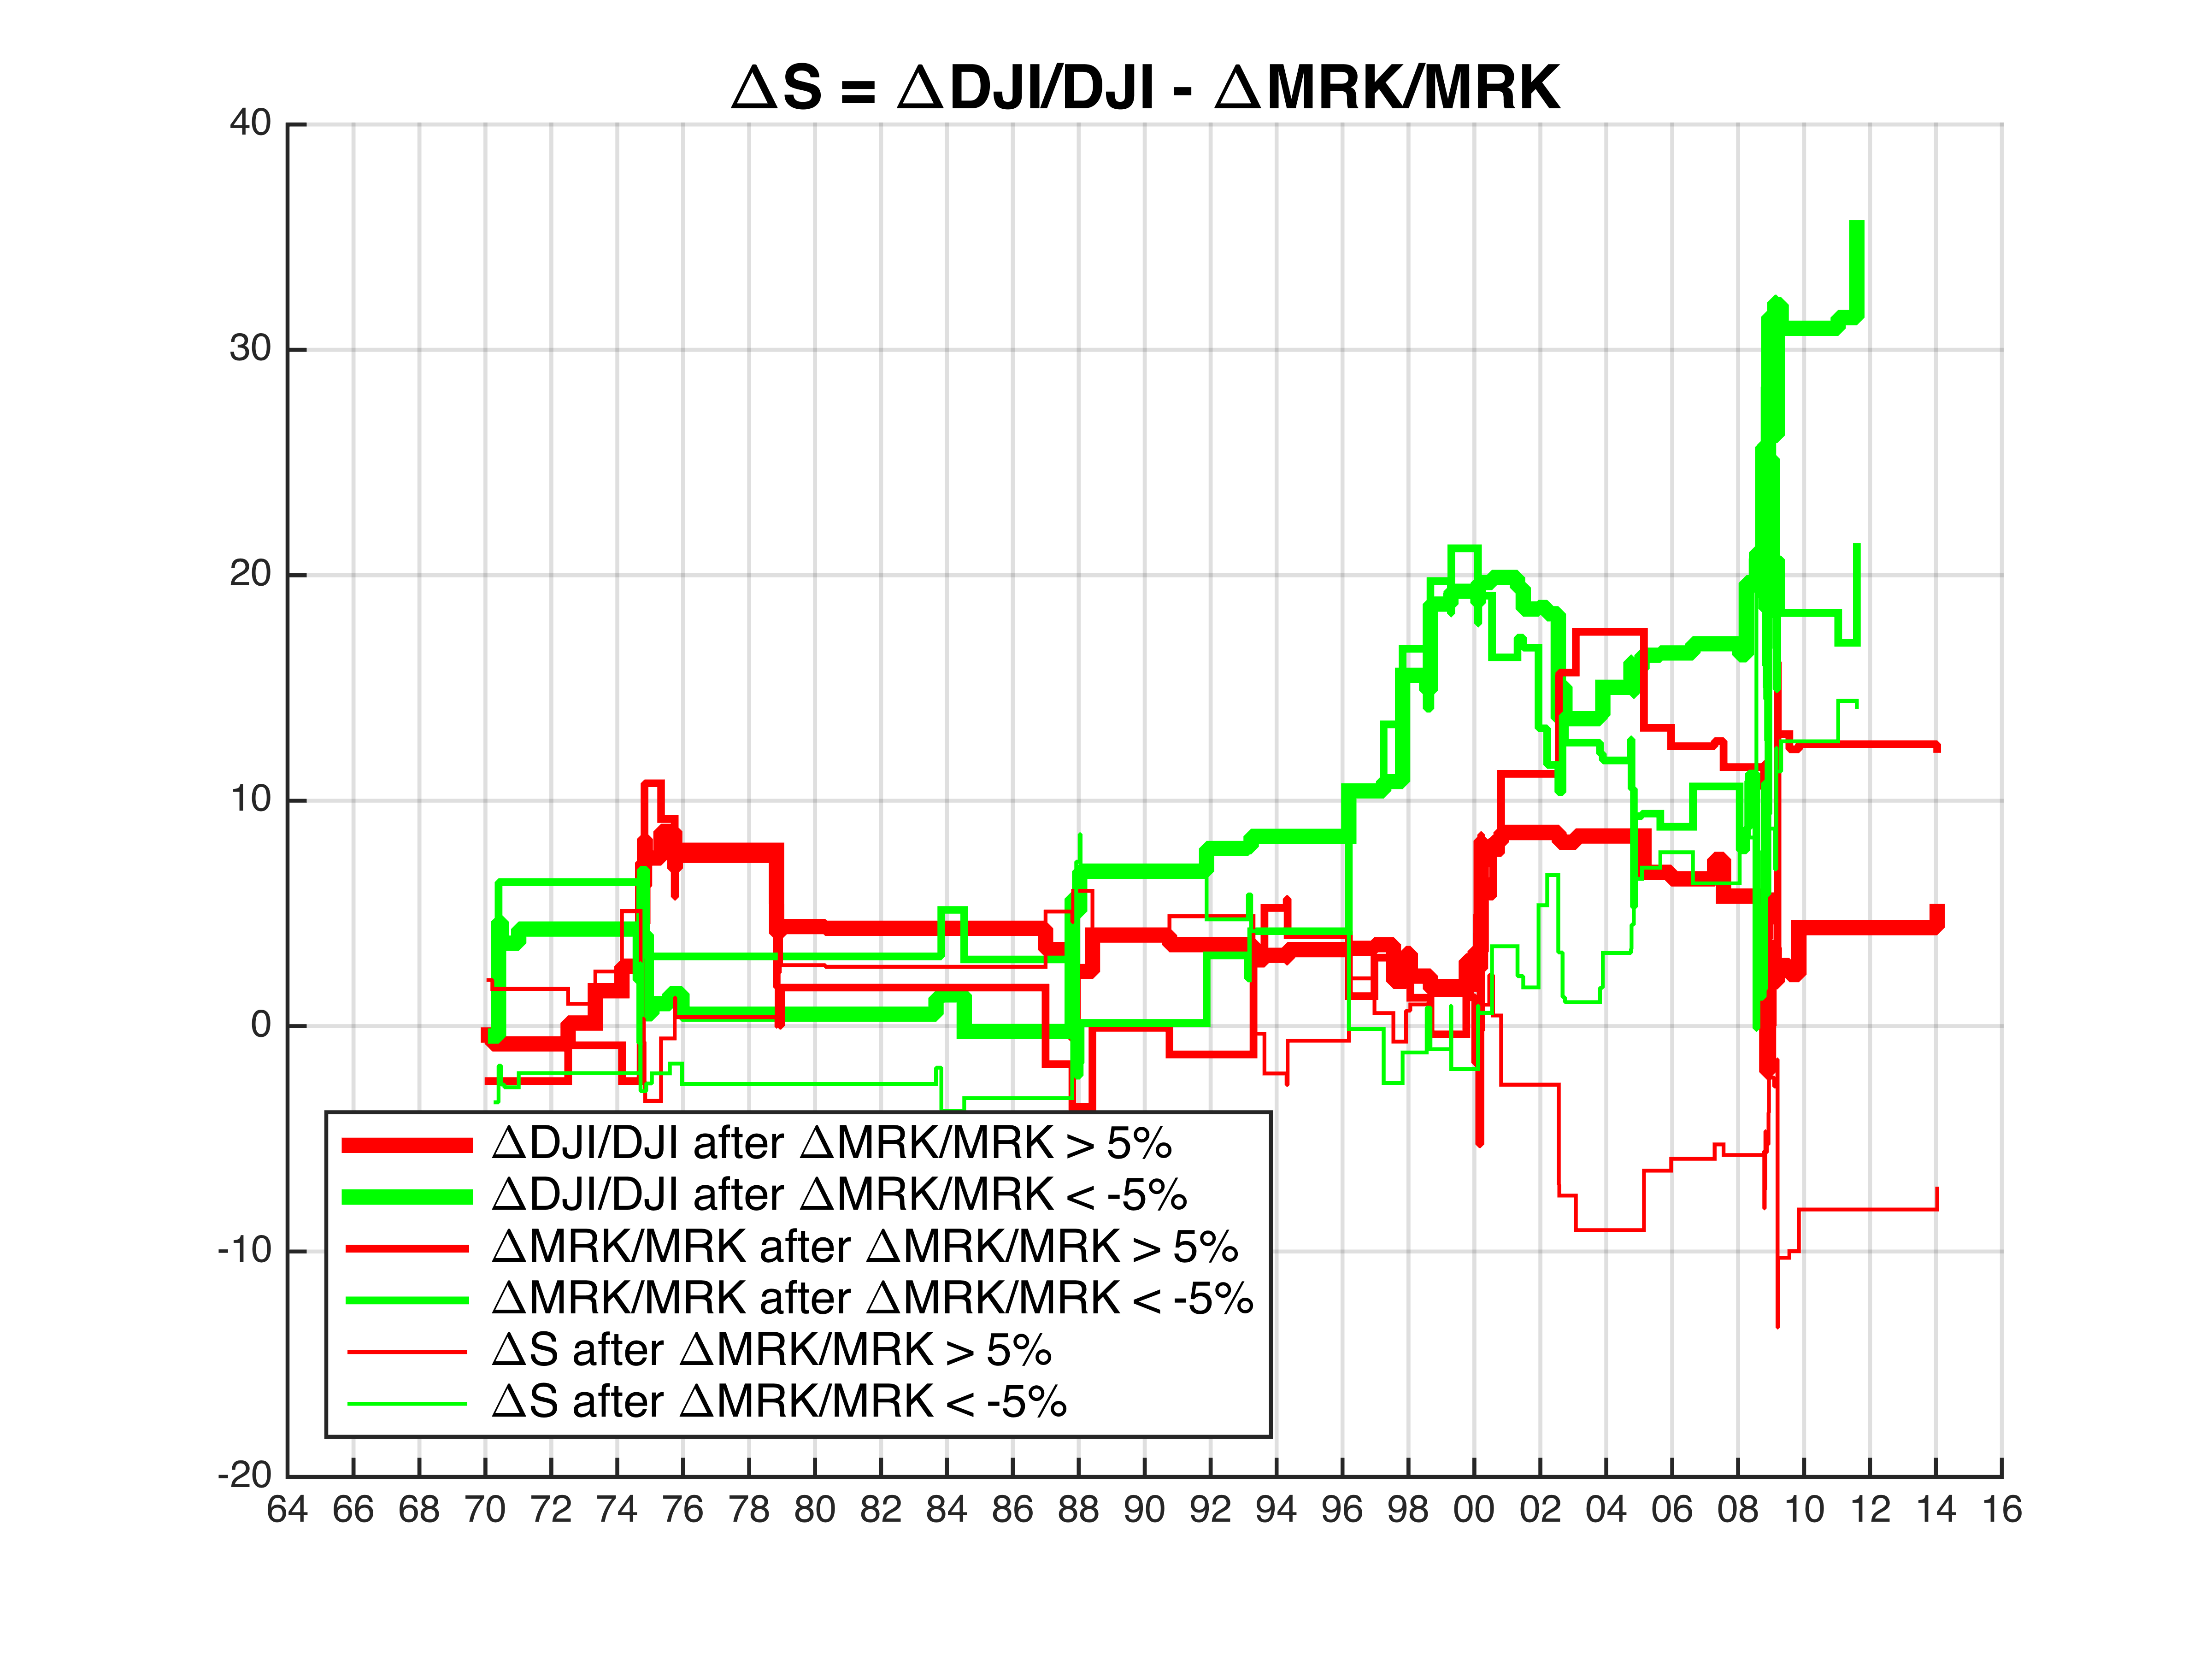 ΔS = ΔDJI/DJI - ΔMRK/MRK
40
30
20
10
0
-10
-20
ΔDJI/DJI after ΔMRK/MRK > 5%
ΔDJI/DJI after ΔMRK/MRK < -5%
ΔMRK/MRK after ΔMRK/MRK > 5%
ΔMRK/MRK after ΔMRK/MRK < -5%
ΔS after ΔMRK/MRK > 5%
ΔS after ΔMRK/MRK < -5%
64 66 68 70 72 74 76 78 80 82 84 86 88 90 92 94 96 98 00 02 04 06 08 10 12 14 16